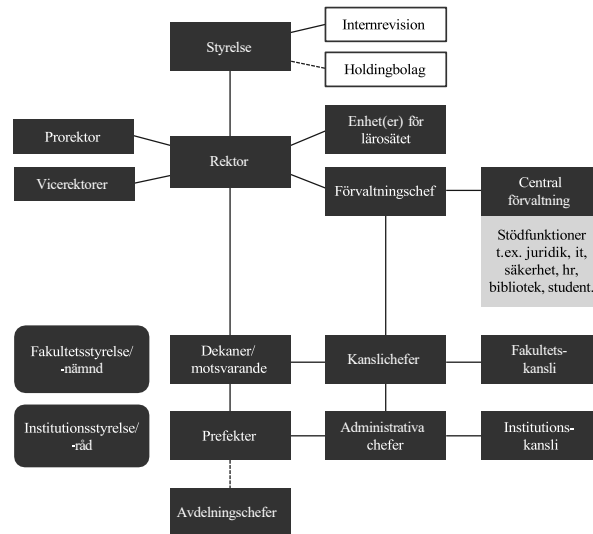 Internrevision
Styrelse
Holdingbolag
Enhet(er) för
lärosätet
Prorektor
Rektor
Vicerektorer
Förvaltningschef
Central
förvaltning
Stödfunktioner
t.ex. juridik, it,
säkerhet, hr,
bibliotek, student.
Fakultetsstyrelse/
-nämnd
Dekaner/
motsvarande
Kanslichefer
Fakultets-
kansli
Institutionsstyrelse/
-råd
Prefekter
Administrativa
chefer
Institutions-
kansli
Avdelningschefer